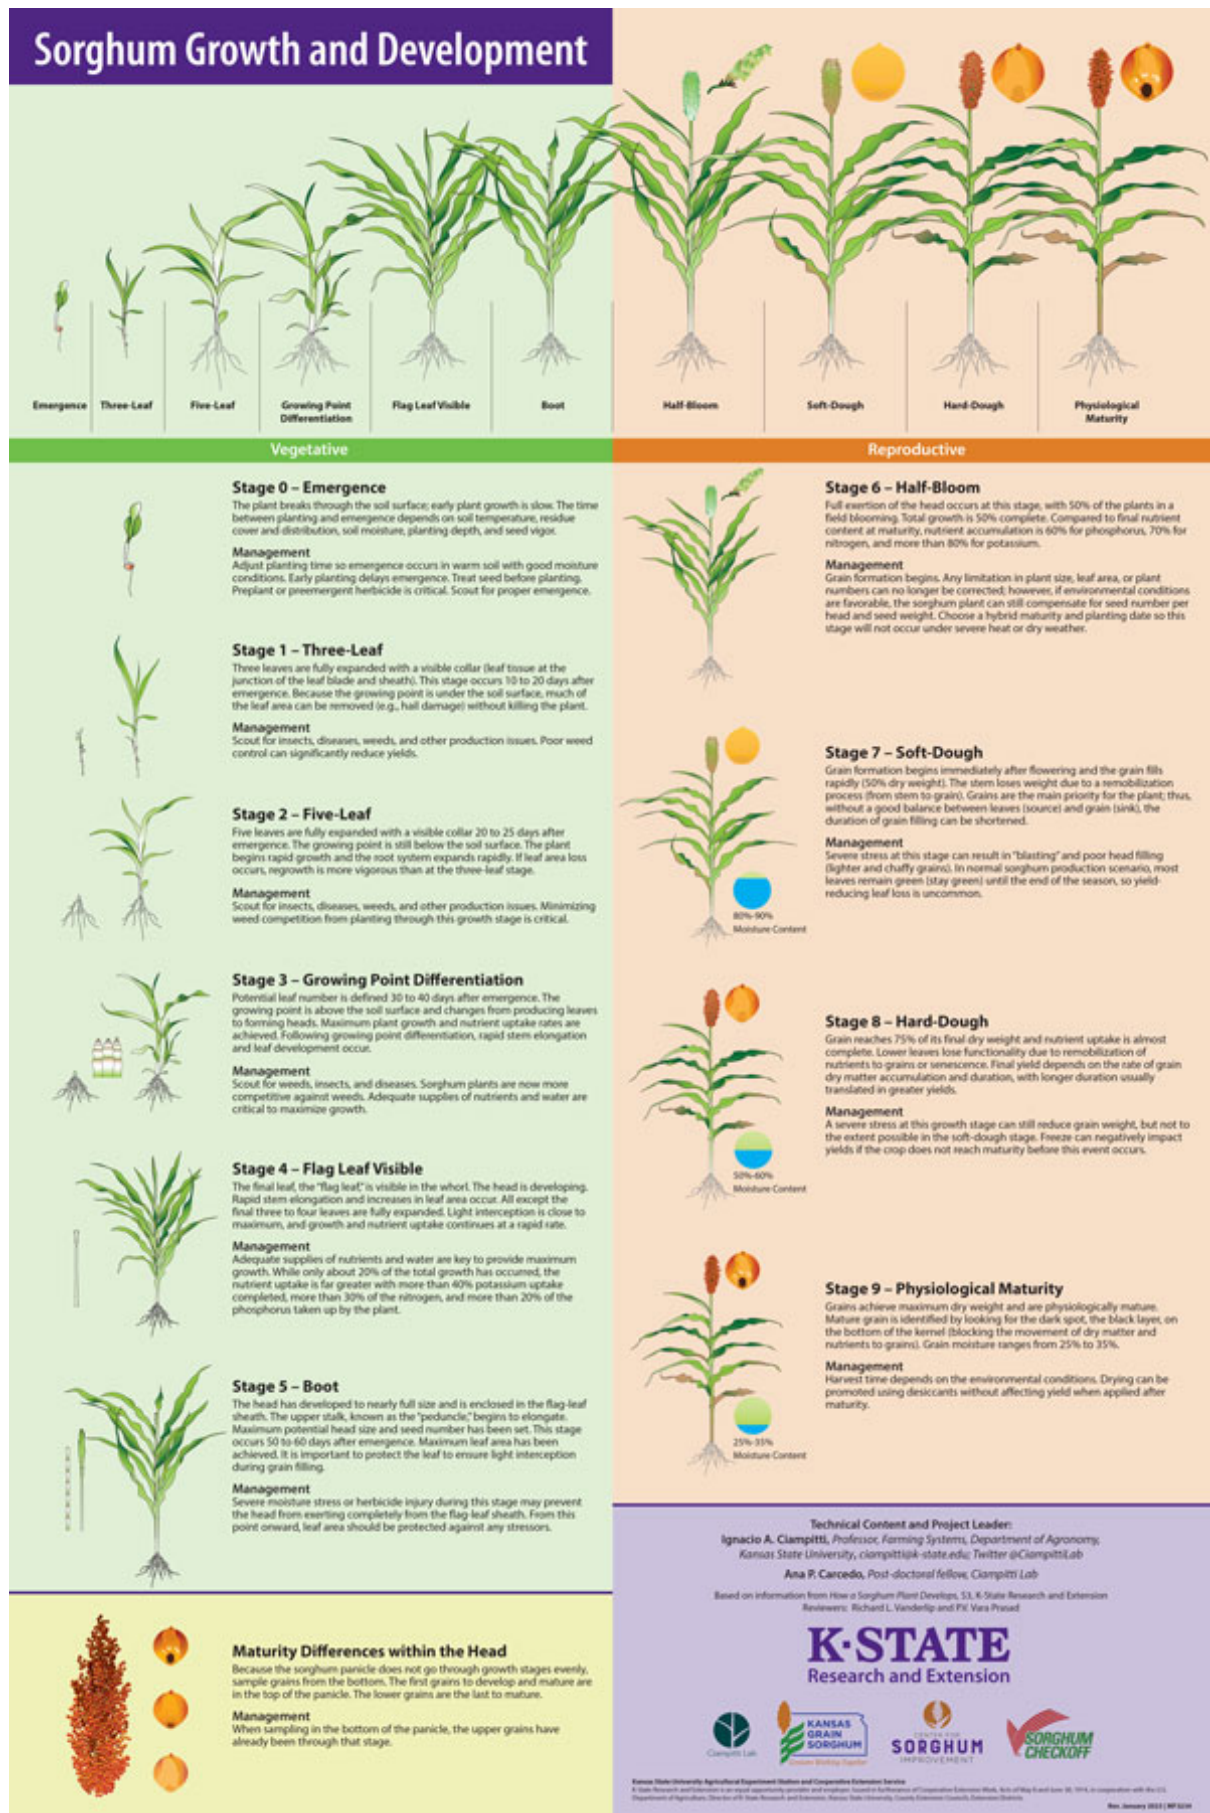 Sorghum Growth and Development
Emergence
Three-Leaf
Five-Leaf
Growing Point
Differentiation
Flag Leaf Visible
Boot
Half-Bloom
Soft-Dough
Hard-Dough
Physiological
Maturity
Vegetative
Reproductive
Stage 0 – Emergence
The plant breaks through the soil surface; early plant growth is slow. The time
between planting and emergence depends on soil temperature, residue
cover and distribution, soil moisture, planting depth, and seed vigor.
Management
Adjust planting time so emergence occurs in warm soil with good moisture
conditions. Early planting delays emergence. Treat seed before planting.
Preplant or preemergent herbicide is critical. Scout for proper emergence.
Stage 1 – Three-Leaf
Three leaves are fully expanded with a visible collar (leaf tissue at the
junction of the leaf blade and sheath). This stage occurs 10 to 20 days after
emergence. Because the growing point is under the soil surface, much of
the leaf area can be removed (e.g., hail damage) without killing the plant.
Management
Scout for insects, diseases, weeds, and other production issues. Poor weed
control can significantly reduce yields.
Stage 2 – Five-Leaf
Five leaves are fully expanded with a visible collar 20 to 25 days after
emergence. The growing point is still below the soil surface. The plant
begins rapid growth and the root system expands rapidly. If leaf area loss
occurs, regrowth is more vigorous than at the three-leaf stage.
Management
Scout for insects, diseases, weeds, and other production issues. Minimizing
weed competition from planting through this growth stage is critical.
Stage 3 – Growing Point Differentiation
Potential leaf number is defined 30 to 40 days after emergence. The
growing point is above the soil surface and changes from producing leaves
to forming heads. Maximum plant growth and nutrient uptake rates are
achieved. Following growing point differentiation, rapid stem elongation
and leaf development occur.
Management
Scout for weeds, insects, and diseases. Sorghum plants are now more
competitive against weeds. Adequate supplies of nutrients and water are
critical to maximize growth.
Stage 4 – Flag Leaf Visible
The final leaf, the "flag leaf," is visible in the whorl. The head is developing.
Rapid stem elongation and increases in leaf area occur. All except the
final three to four leaves are fully expanded. Light interception is close to
maximum, and growth and nutrient uptake continues at a rapid rate.
Management
Adequate supplies of nutrients and water are key to provide maximum
growth. While only about 20% of the total growth has occurred, the
nutrient uptake is far greater with more than 40% potassium uptake
completed, more than 30% of the nitrogen, and more than 20% of the
phosphorus taken up by the plant.
Stage 5 – Boot
The head has developed to nearly full size and is enclosed in the flag-leaf
sheath. The upper stalk, known as the "peduncle," begins to elongate.
Maximum potential head size and seed number has been set. This stage
occurs 50 to 60 days after emergence. Maximum leaf area has been
achieved. It is important to protect the leaf to ensure light interception
during grain filling.
Management
Severe moisture stress or herbicide injury during this stage may prevent
the head from exerting completely from the flag-leaf sheath. From this
point onward, leaf area should be protected against any stressors.
Maturity Differences within the Head
Because the sorghum panicle does not go through growth stages evenly,
sample grains from the bottom. The first grains to develop and mature are
in the top of the panicle. The lower grains are the last to mature.
Management
When sampling in the bottom of the panicle, the upper grains have
already been through that stage.
Stage 6 – Half-Bloom
Full exertion of the head occurs at this stage, with 50% of the plants in a
field blooming. Total growth is 50% complete. Compared to final nutrient
content at maturity, nutrient accumulation is 60% for phosphorus, 70% for
nitrogen, and more than 80% for potassium.
Management
Grain formation begins. Any limitation in plant size, leaf area, or plant
numbers can no longer be corrected; however, if environmental conditions
are favorable, the sorghum plant can still compensate for seed number per
head and seed weight. Choose a hybrid maturity and planting date so this
stage will not occur under severe heat or dry weather.
Stage 7 – Soft-Dough
Grain formation begins immediately after flowering and the grain fills
rapidly (50% dry weight). The stem loses weight due to a remobilization
process (from stem to grain). Grains are the main priority for the plant; thus,
without a good balance between leaves (source) and grain (sink), the
duration of grain filling can be shortened.
Management
Severe stress at this stage can result in "blasting" and poor head filling
(lighter and chaffy grains). In normal sorghum production scenario, most
leaves remain green (stay green) until the end of the season, so yield-
reducing leaf loss is uncommon.
80%-90%
Moisture Content
Stage 8 – Hard-Dough
Grain reaches 75% of its final dry weight and nutrient uptake is almost
complete. Lower leaves lose functionality due to remobilization of
nutrients to grains or senescence. Final yield depends on the rate of grain
dry matter accumulation and duration, with longer duration usually
translated in greater yields.
Management
A severe stress at this growth stage can still reduce grain weight, but not to
the extent possible in the soft-dough stage. Freeze can negatively impact
yields if the crop does not reach maturity before this event occurs.
50%-60%
Moisture Content
Stage 9 – Physiological Maturity
Grains achieve maximum dry weight and are physiologically mature.
Mature grain is identified by looking for the dark spot, the black layer, on
the bottom of the kernel (blocking the movement of dry matter and
nutrients to grains). Grain moisture ranges from 25% to 35%.
Management
Harvest time depends on the environmental conditions. Drying can be
promoted using desiccants without affecting yield when applied after
maturity.
25%-35%
Moisture Content
Technical Content and Project Leader:
Ignacio A. Ciampitti, Professor, Farming Systems, Department of Agronomy,
Kansas State University, ciampitti@k-state.edu; Twitter @CiampittiLab
Ana P. Carcedo, Post-doctoral fellow, Ciampitti Lab
Based on information from How a Sorghum Plant Develops, S3, K-State Research and Extension
Reviewers: Richard L. Vanderlip and P.V. Vara Prasad
K-STATE
Research and Extension
Ciampitti Lab
KANSAS
GRAIN
SORGHUM
CENTER FOR
SORGHUM
IMPROVEMENT
SORGHUM
CHECKOFF
Kansas State University Agricultural Experiment Station and Cooperative Extension Service